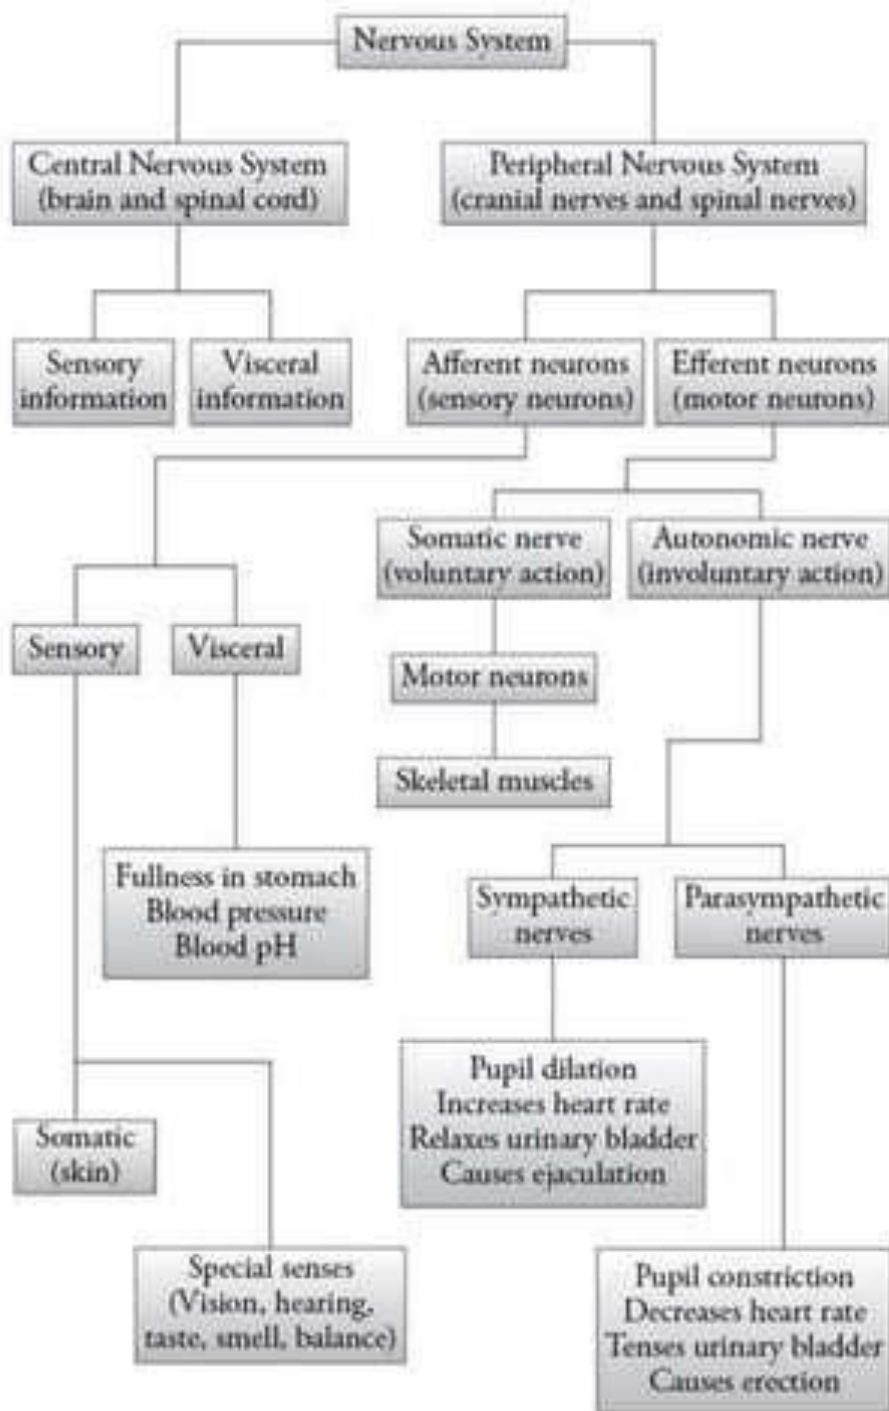 Nervous System
Central Nervous System
(brain and spinal cord)
Peripheral Nervous System
(cranial nerves and spinal nerves)
Sensory
information
Visceral
information
Afferent neurons
(sensory neurons)
Efferent neurons
(motor neurons)
Somatic nerve
(voluntary action)
Autonomic nerve
(involuntary action)
Sensory
Visceral
Motor neurons
Skeletal muscles
Fullness in stomach
Blood pressure
Blood pH
Sympathetic
nerves
Parasympathetic
nerves
Pupil dilation
Increases heart rate
Relaxes urinary bladder
Causes ejaculation
Somatic
(skin)
Special senses
(Vision, hearing,
taste, smell, balance)
Pupil constriction
Decreases heart rate
Tenses urinary bladder
Causes erection